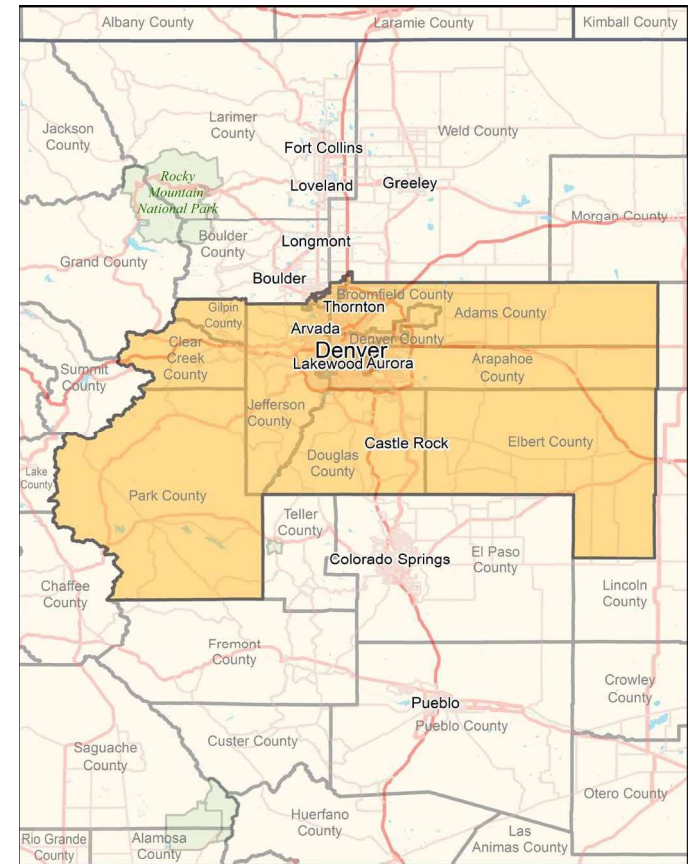 Albany County
Laramie County
Kimball County
Jackson
County
Larimer
County
Weld County
Fort Collins
Rocky
Mountain
National Park
Loveland
Greeley
Morgan County
Boulder
County
Longmont
Grand County
Boulder
Broomfield County
Gilpin
County
Thornton
Adams County
Arvada
Denver County
Clear
Creek
County
Denver
Lakewood
Aurora
Arapahoe
County
Summit
County
Jefferson
County
Castle Rock
Elbert County
Douglas
County
Lake
County
Park County
Teller
County
Colorado Springs
El Paso
County
Chaffee
County
Lincoln
County
Fremont
County
Crowley
County
Pueblo
Pueblo County
Custer County
Saguache
County
Otero County
Huerfano
County
Rio Grande
County
Alamosa
County
Las
Animas County